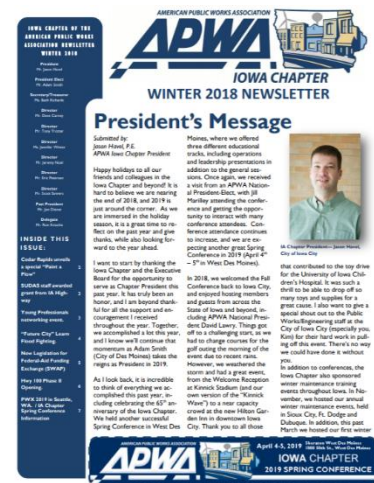 AMERICAN PUBLIC WORKS ASSOCIATION
APWA
IOWA CHAPTER
WINTER 2018 NEWSLETTER
IOWA CHAPTER OF THE
AMERICAN PUBLIC WORKS
ASSOCIATION NEWSLETTER
WINTER 2018
President
Mr. Jason Havel
President Elect
Mr. Adam Smith
Secretary/Treasurer
Director
Director
Director
Director
Director
Director
Past President
Delegate
INSIDE THIS
ISSUE:
Cedar Rapids unveils
a special "Paint a
Plow" 2
SUDAS staff awarded
grant from IA High-
way 3
Young Professionals
networking event. 3
"Future City" Learn
Flood Fighting. 4
New Legislation for
Federal-Aid Funding
Exchange (SWAP) 5
Hwy 100 Phase II
Opening. 6
PWX 2019 in Seattle,
WA / IA Chapter
Spring Conference
Information 7
President's Message
Submitted by:
Jason Havel, P.E.
APWA Iowa Chapter President
Happy holidays to all our
friends and colleagues in the
Iowa Chapter and beyond! It is
hard to believe we are nearing
the end of 2018, and 2019 is
just around the corner. As we
are immersed in the holiday
season, it is a great time to re-
flect on the past year and give
thanks, while also looking for-
ward to the year ahead.
I want to start by thanking the
Iowa Chapter and the Executive
Board for the opportunity to
serve as Chapter President this
past year. It has truly been an
honor, and I am beyond thank-
ful for all the support and en-
couragement I received
throughout the year. Together,
we accomplished a lot this year,
and I know we'll continue that
momentum as Adam Smith
(City of Des Moines) takes the
reigns as President in 2019.
As I look back, it is incredible
to think of everything we ac-
complished this past year, in-
cluding celebrating the 65th an-
niversary of the Iowa Chapter.
We held another successful
Spring Conference in West Des
Moines, where we offered
three different educational
tracks, including operations
and leadership presentations in
addition to the general ses-
sions. Once again, we received
a visit from an APWA Nation-
al President-Elect, with Jill
Marilley attending the confer-
ence and getting the oppor-
tunity to interact with many
conference attendees. Con-
ference attendance continues
to increase, and we are ex-
pecting another great Spring
Conference in 2019 (April 4th
– 5th in West Des Moines).
In 2018, we welcomed the Fall
Conference back to Iowa City,
and enjoyed hosting members
and guests from across the
State of Iowa and beyond, in-
cluding APWA National Presi-
dent David Lawry. Things got
off to a challenging start, as we
had to change courses for the
golf outing the morning of the
event due to recent rains.
However, we weathered the
storm and had a great event,
from the Welcome Reception
at Kinnick Stadium (and our
own version of the "Kinnick
Wave") to a near capacity
crowd at the new Hilton Gar-
den Inn in downtown Iowa
City. Thank you to all those
IA Chapter President— Jason Havel,
City of Iowa City
that contributed to the toy drive
for the University of Iowa Chil-
dren's Hospital. It was such a
thrill to be able to drop off so
many toys and supplies for a
great cause. I also want to give a
special shout out to the Public
Works/Engineering staff at the
City of Iowa City (especially you,
Kim) for their hard work in pull-
ing off this event. There's no way
we could have done it without
you.
In addition to conferences, the
Iowa Chapter also sponsored
winter maintenance training
events throughout Iowa. In No-
vember, we hosted our annual
winter maintenance events, held
in Sioux City, Ft. Dodge and
Dubuque. In addition, this past
March we hosted our first winter
AMERICAN PUBLIC WORKS ASSOCIATION
APWA
April 4-5, 2019
Sheraton West Des Moines
IOWA CHAPTER
2019 SPRING CONFERENCE